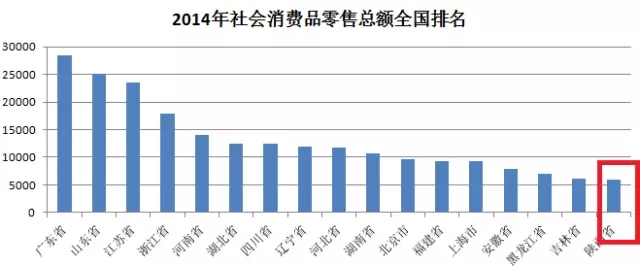 2014年社会消费品零售总额全国排名
30000
25000
20000
15000
10000
5000
0
广东省
山东省
江苏省
浙江省
河南省
湖北省
四川省
辽宁省
河北省
湖南省
北京市
福建省
上海市
安徽省
黑龙江省
吉林省
陕西省